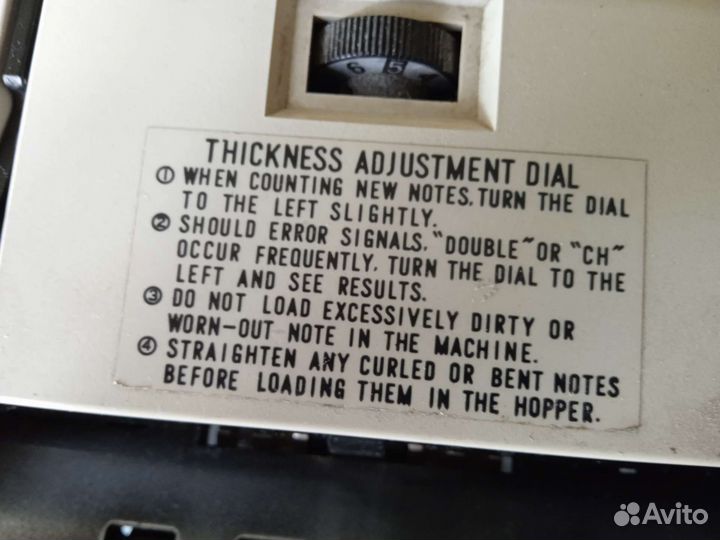 6 5
THICKNESS ADJUSTMENT DIAL
① WHEN COUNTING NEW NOTES, TURN THE DIAL
TO THE LEFT SLIGHTLY.
② SHOULD ERROR SIGNALS, "DOUBLE" OR "CH"
OCCUR FREQUENTLY, TURN THE DIAL TO THE
LEFT AND SEE RESULTS.
③ DO NOT LOAD EXCESSIVELY DIRTY OR
WORN-OUT NOTE IN THE MACHINE.
④ STRAIGHTEN ANY CURLED OR BENT NOTES
BEFORE LOADING THEM IN THE HOPPER.
Avito